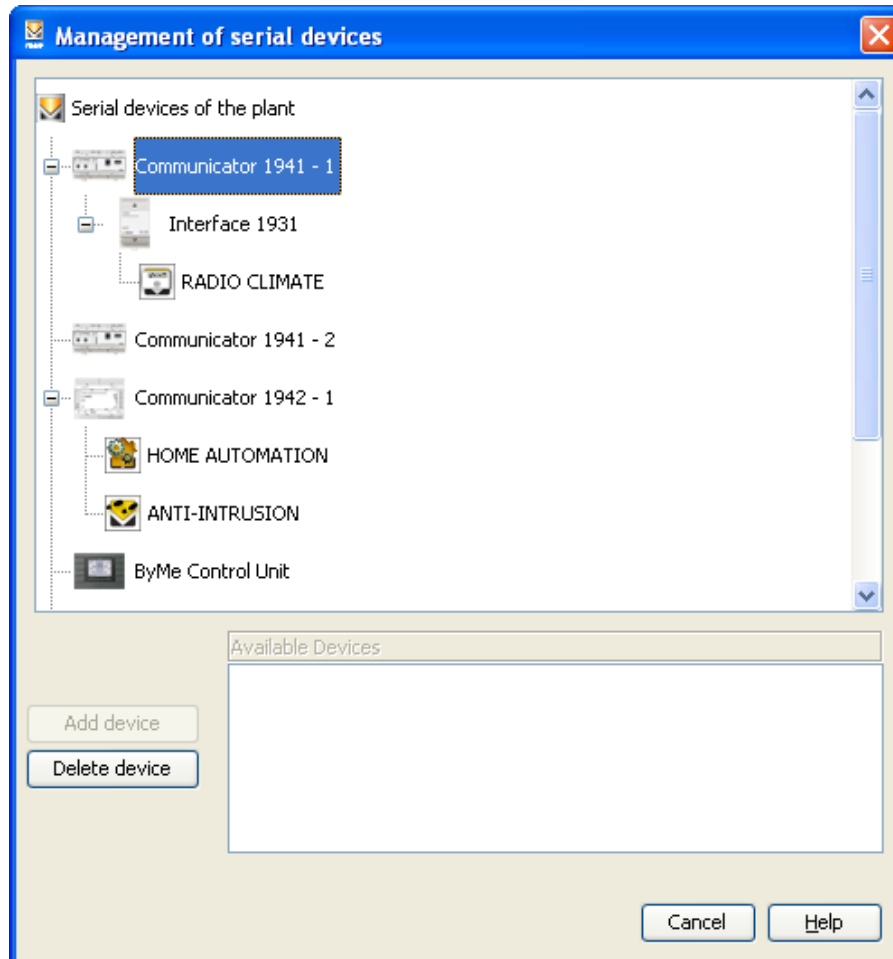 Management of serial devices
Serial devices of the plant
Communicator 1941 - 1
Interface 1931
RADIO CLIMATE
Communicator 1941 - 2
Communicator 1942 - 1
HOME AUTOMATION
ANTI-INTRUSION
ByMe Control Unit
Available Devices
Add device
Delete device
Cancel
Help